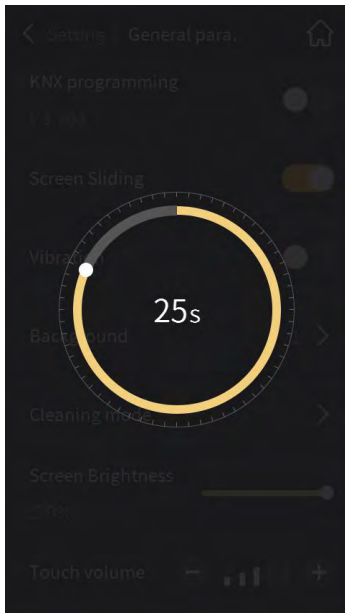 Setting General para.
KNX programming
Screen Sliding
Vibration
25s
Background
Cleaning mode
Screen Brightness
Touch volume